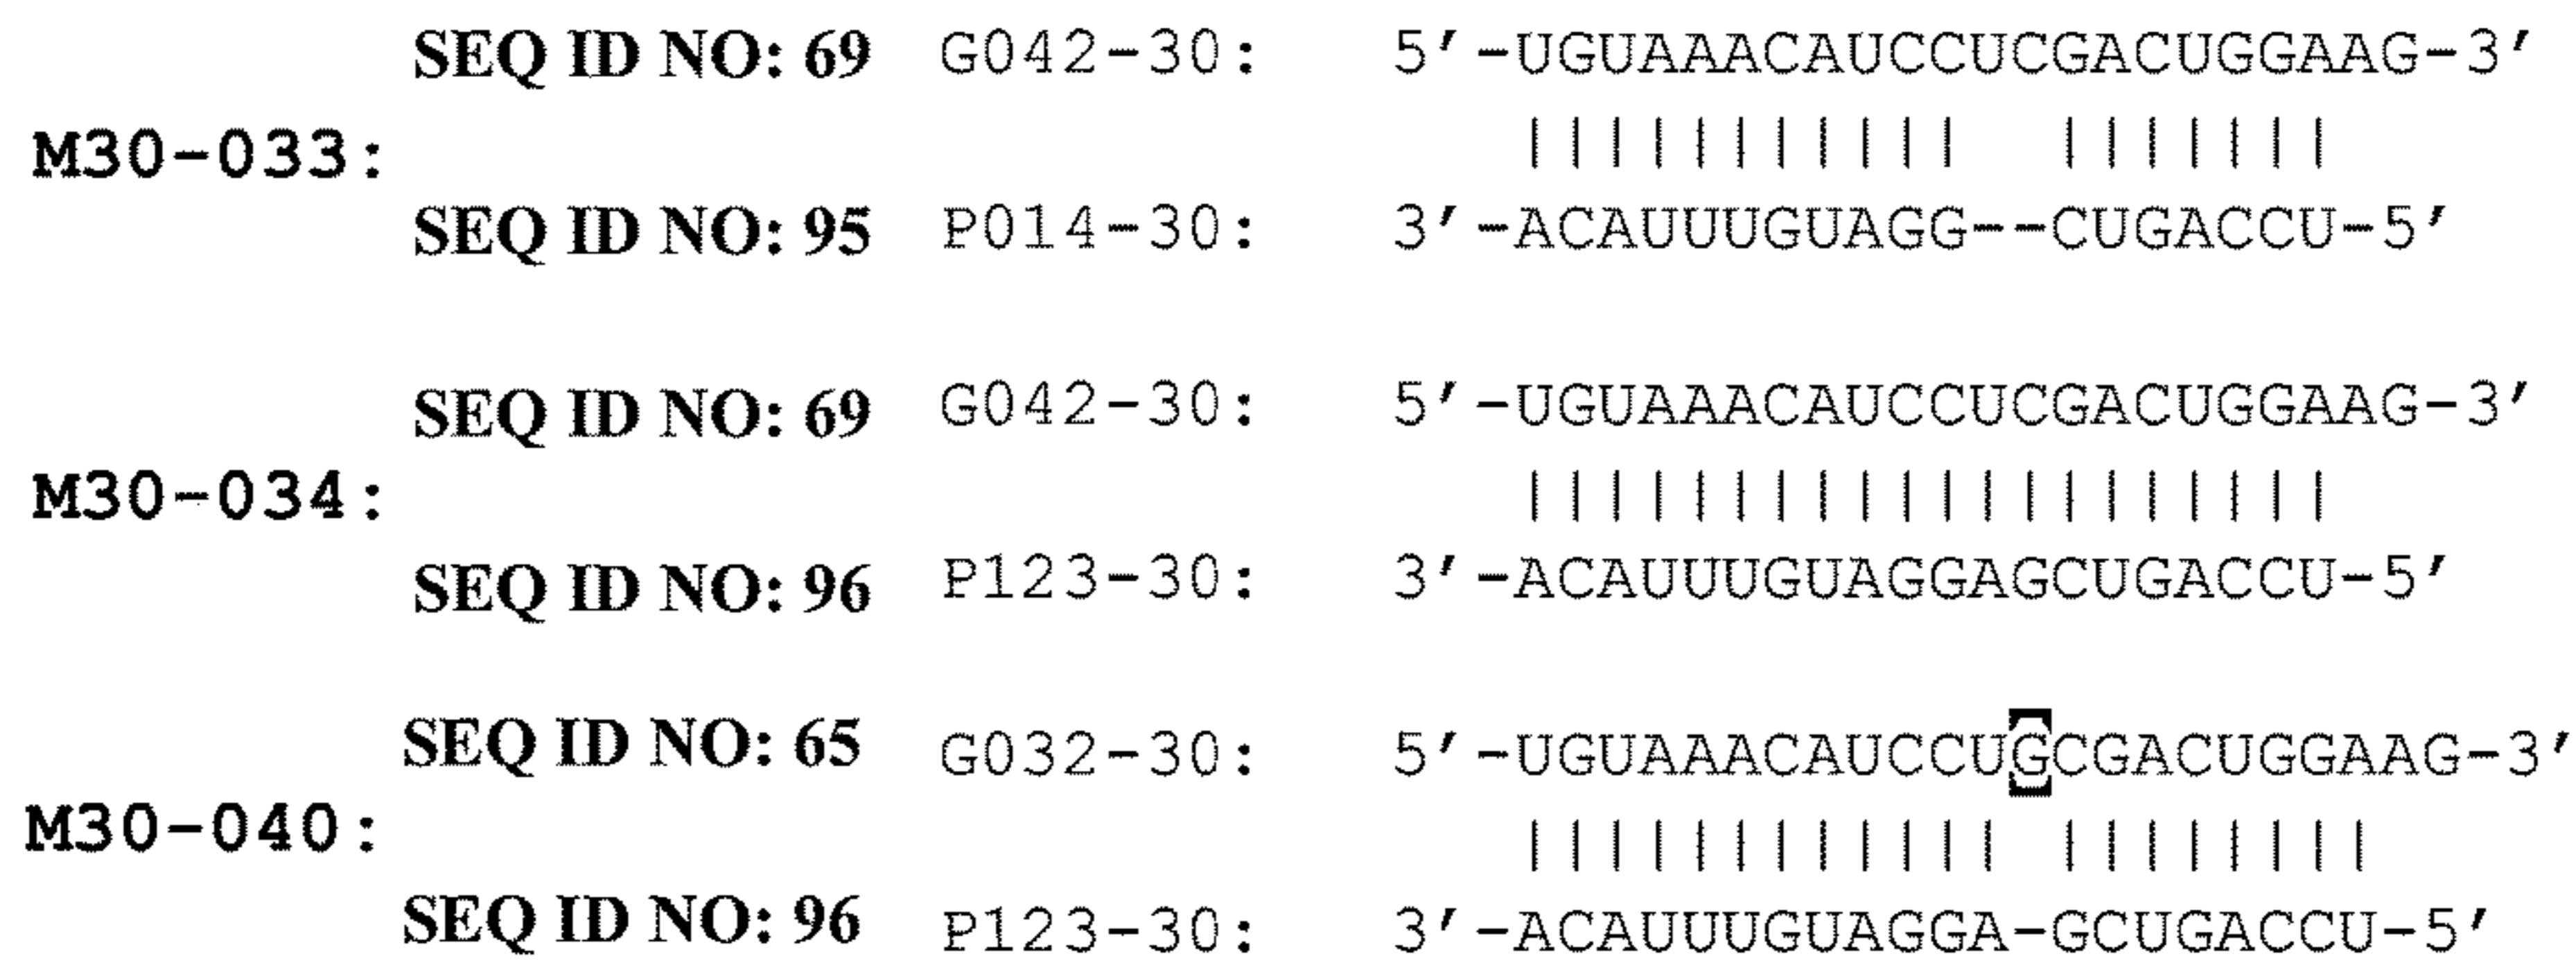 SEQ ID NO: 69 G042-30: 5'-UGUAAACAUCCUCGACUGGAAG-3'
M30-033: ||||||||||| |||||||
SEQ ID NO: 95 P014-30: 3'-ACAUUUGUAGG--CUGACCU-5'
SEQ ID NO: 69 G042-30: 5'-UGUAAACAUCCUCGACUGGAAG-3'
M30-034: ||||||||||||||||||||
SEQ ID NO: 96 P123-30: 3'-ACAUUUGUAGGAGCUGACCU-5'
SEQ ID NO: 65 G032-30: 5'-UGUAAACAUCCUGCGACUGGAAG-3'
M30-040: |||||||||||| ||||||||
SEQ ID NO: 96 P123-30: 3'-ACAUUUGUAGGA-GCUGACCU-5'